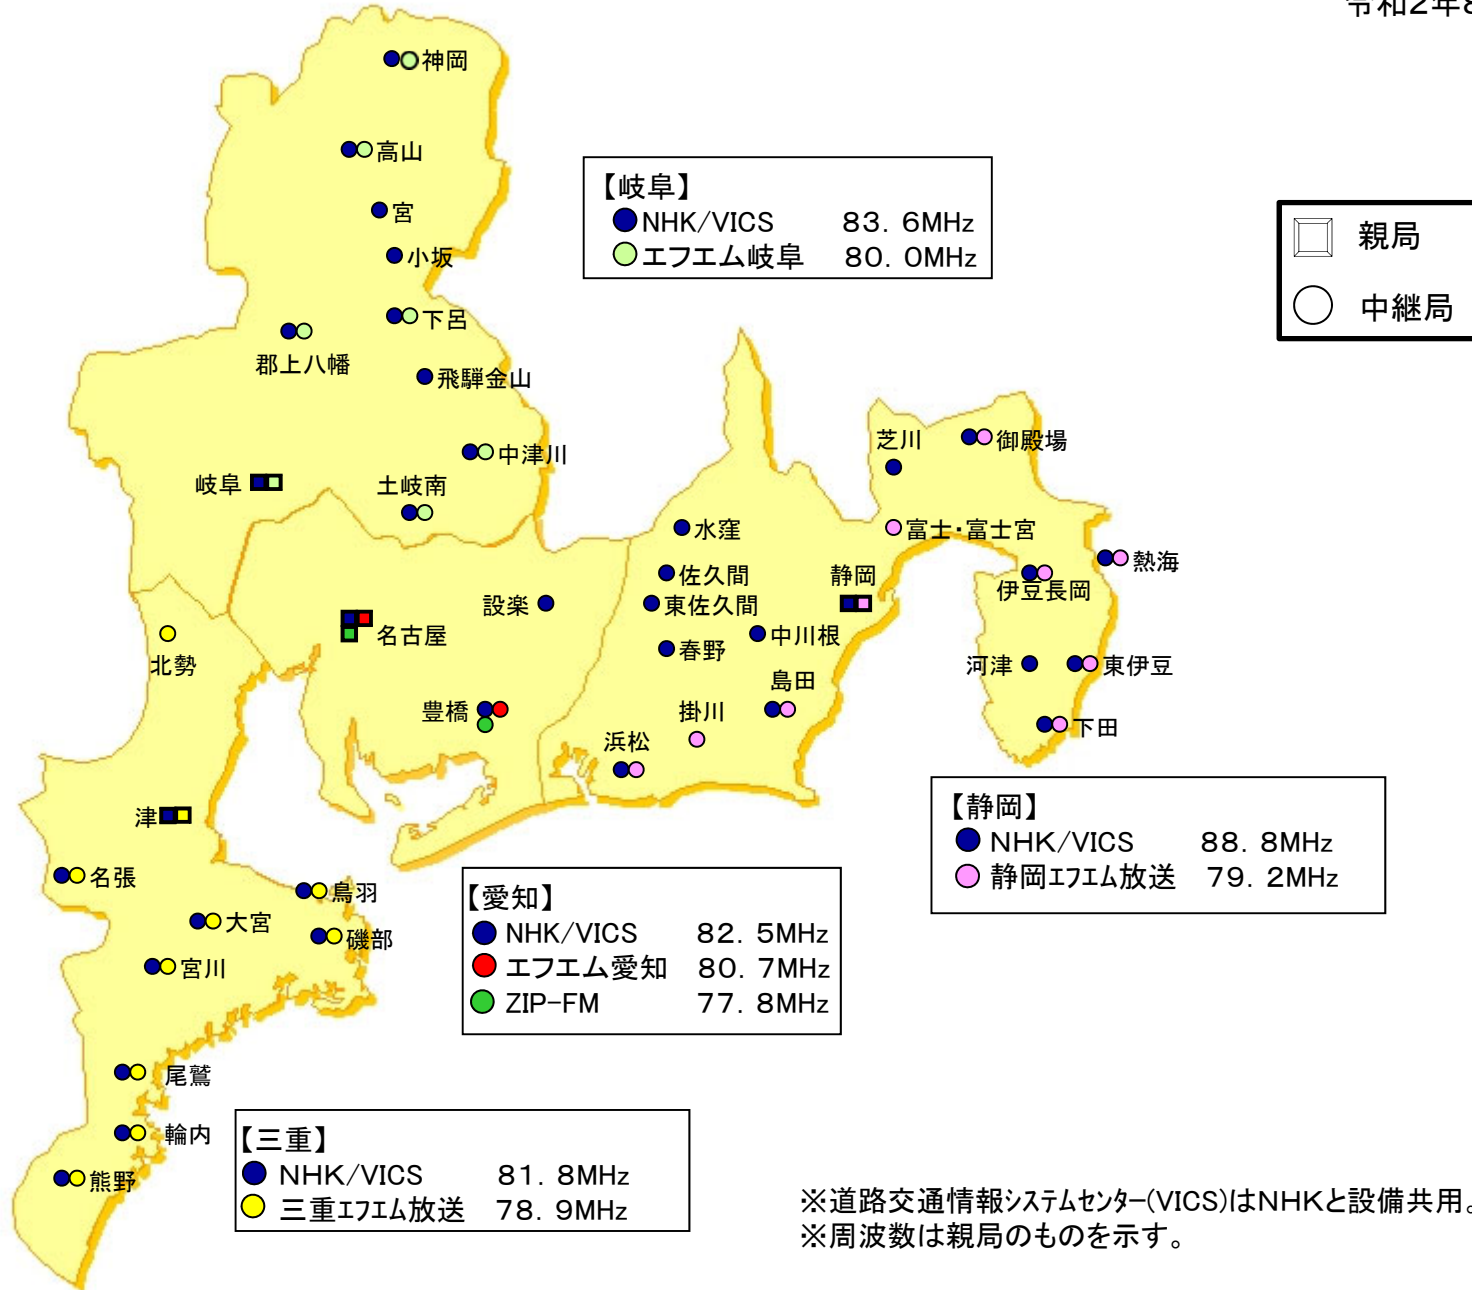 令和2年8
神岡
高山
宮
小坂
下呂
郡上八幡
飛騨金山
中津川
岐阜
土岐南
【岐阜】
NHK/VICS 83. 6MHz
エフエム岐阜 80. 0MHz
親局
中継局
芝川
御殿場
水窪
富士・富士宮
熱海
佐久間
静岡
伊豆長岡
設楽
東佐久間
名古屋
中川根
北勢
春野
河津
東伊豆
島田
豊橋
掛川
下田
浜松
津
【静岡】
NHK/VICS 88. 8MHz
静岡エフエム放送 79. 2MHz
名張
鳥羽
大宮
磯部
宮川
【愛知】
NHK/VICS 82. 5MHz
エフエム愛知 80. 7MHz
ZIP-FM 77. 8MHz
尾鷲
輪内
熊野
【三重】
NHK/VICS 81. 8MHz
三重エフエム放送 78. 9MHz
※道路交通情報システムセンター(VICS)はNHKと設備共用。
※周波数は親局のものを示す。